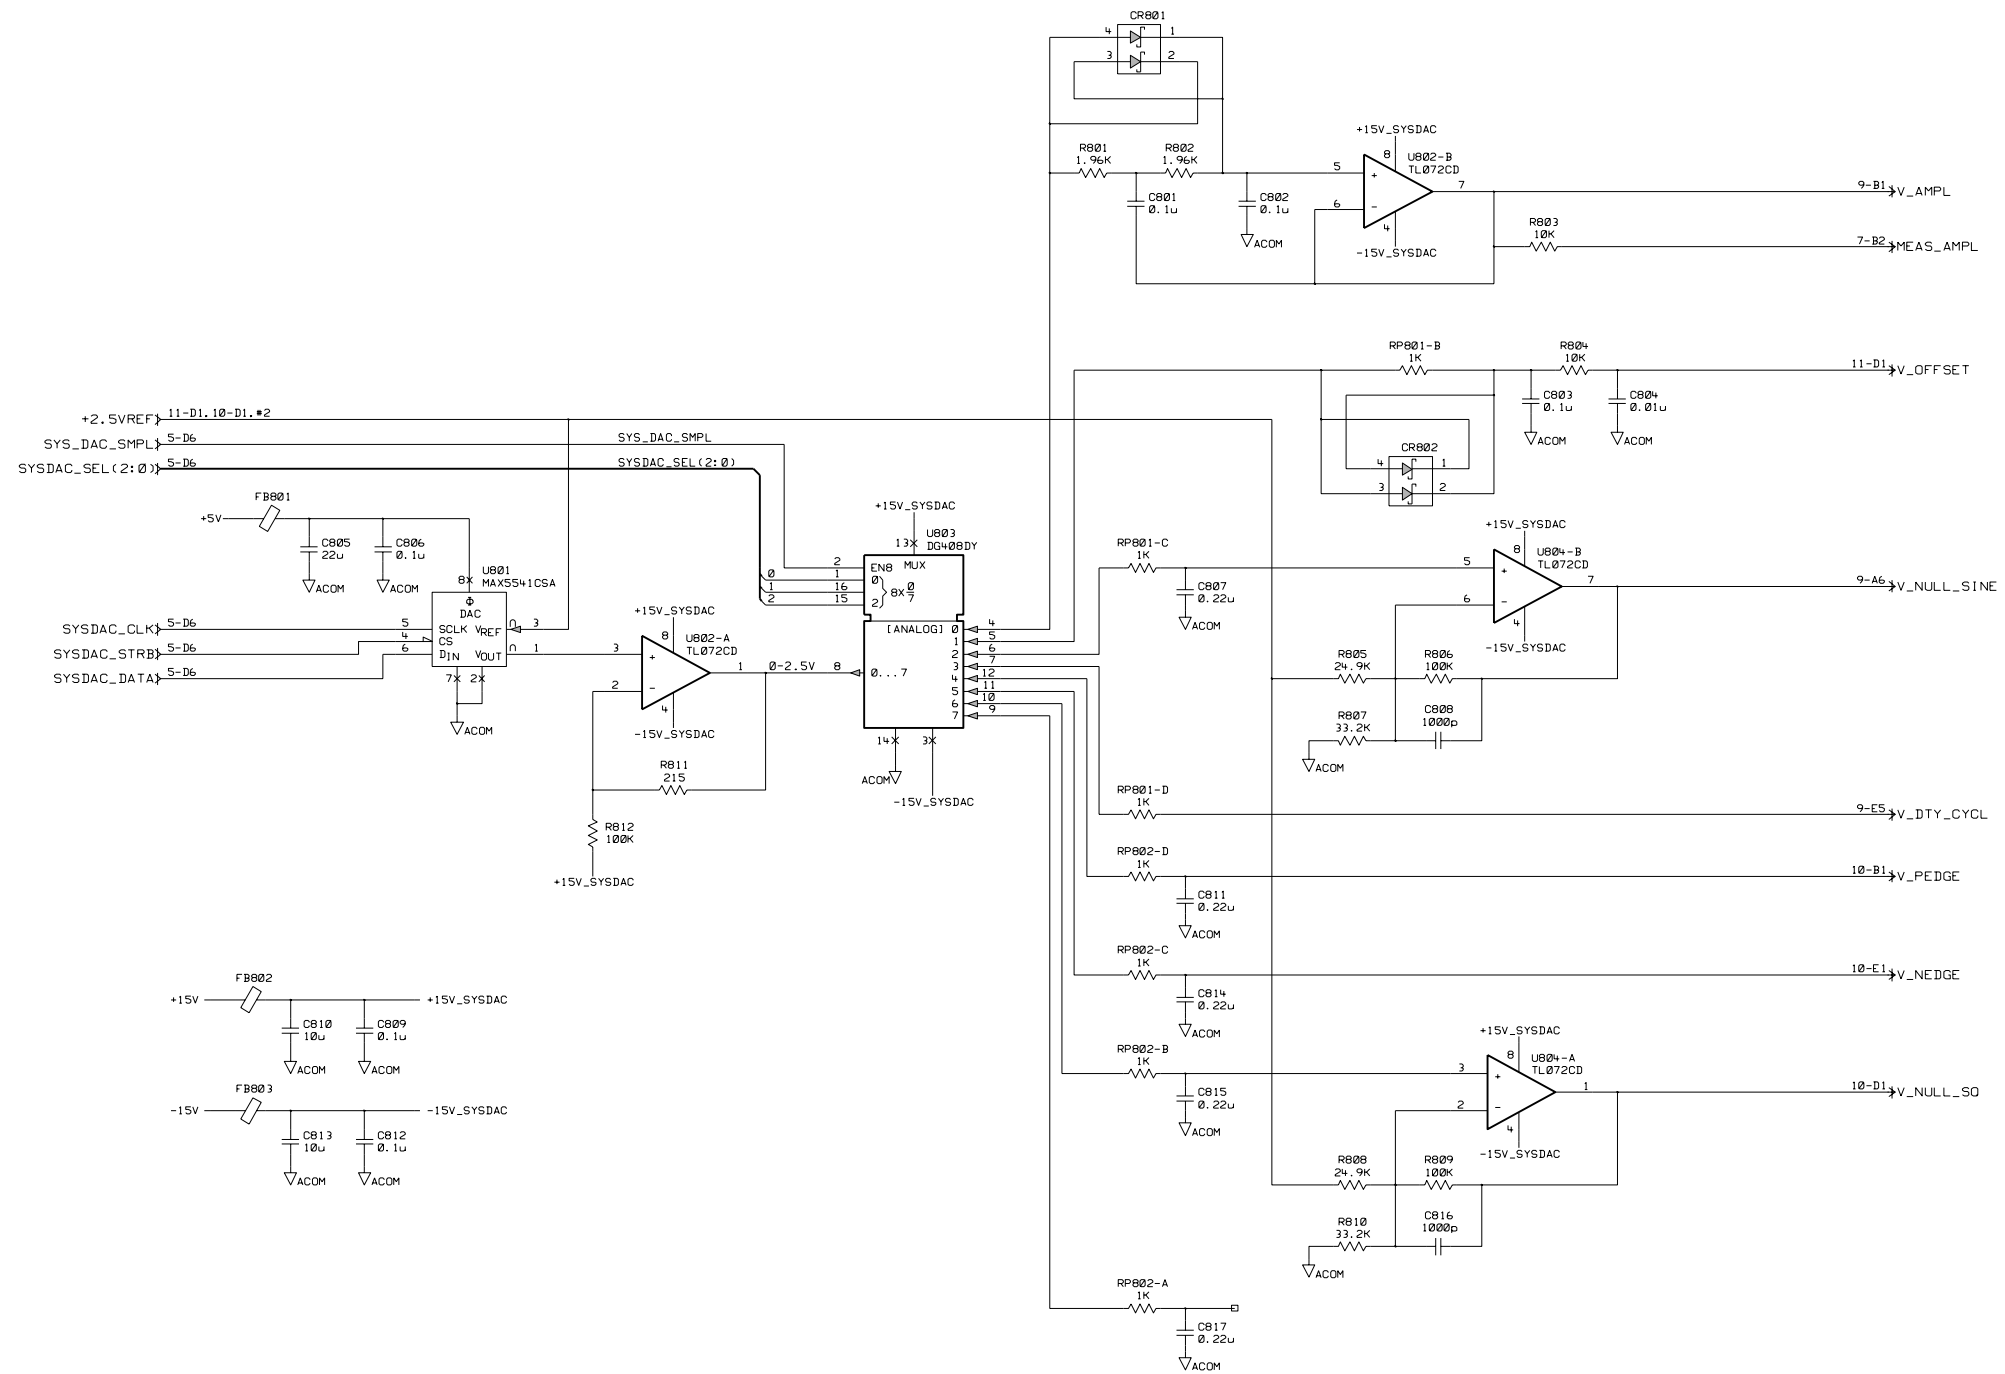 CR801
4
1
3
2
+15V_SYSDAC
R801
1.96K
R802
1.96K
8
U802-B
TL072CD
5
+
7
9-B1
V_AMPL
C801
0.1u
C802
0.1u
6
-
4
ACOM
-15V_SYSDAC
R803
10K
7-B2
MEAS_AMPL
RP801-B
1K
R804
10K
11-D1
V_OFFSET
C803
0.1u
C804
0.01u
ACOM
ACOM
CR802
4
1
3
2
+2.5VREF
11-D1.10-D1.#2
SYS_DAC_SMPL
5-D6
SYS_DAC_SMPL
SYSDAC_SEL(2:0)
5-D6
SYSDAC_SEL(2:0)
FB801
+5V
C805
22u
C806
0.1u
ACOM
ACOM
U801
MAX5541CSA
8
Φ
DAC
SYSDAC_CLK
5-D6
5
SCLK
VREF
3
SYSDAC_STRB
5-D6
4
CS
SYSDAC_DATA
5-D6
6
DIN
VOUT
1
7
2
ACOM
+15V_SYSDAC
8
U802-A
TL072CD
3
+
2
-
4
1
0-2.5V
8
-15V_SYSDAC
R811
215
R812
100K
+15V_SYSDAC
+15V_SYSDAC
U803
DG408DY
13
MUX
2
EN8
0
1
0
1
16
8X 0/7
2
15
2
[ANALOG]
0...7
0
4
1
5
2
6
3
7
4
12
5
11
6
10
7
9
14
3
ACOM
-15V_SYSDAC
RP801-C
1K
C807
0.22u
ACOM
+15V_SYSDAC
8
U804-B
TL072CD
5
+
6
-
4
7
9-A6
V_NULL_SINE
-15V_SYSDAC
R805
24.9K
R806
100K
R807
33.2K
C808
1000p
ACOM
RP801-D
1K
9-E5
V_DTY_CYCL
RP802-D
1K
10-B1
V_PEDGE
C811
0.22u
ACOM
RP802-C
1K
10-E1
V_NEDGE
C814
0.22u
ACOM
RP802-B
1K
C815
0.22u
ACOM
+15V_SYSDAC
8
U804-A
TL072CD
3
+
2
-
4
1
10-D1
V_NULL_SQ
-15V_SYSDAC
R808
24.9K
R809
100K
R810
33.2K
C816
1000p
ACOM
RP802-A
1K
C817
0.22u
ACOM
FB802
+15V
+15V_SYSDAC
C810
10u
C809
0.1u
ACOM
ACOM
FB803
-15V
-15V_SYSDAC
C813
10u
C812
0.1u
ACOM
ACOM